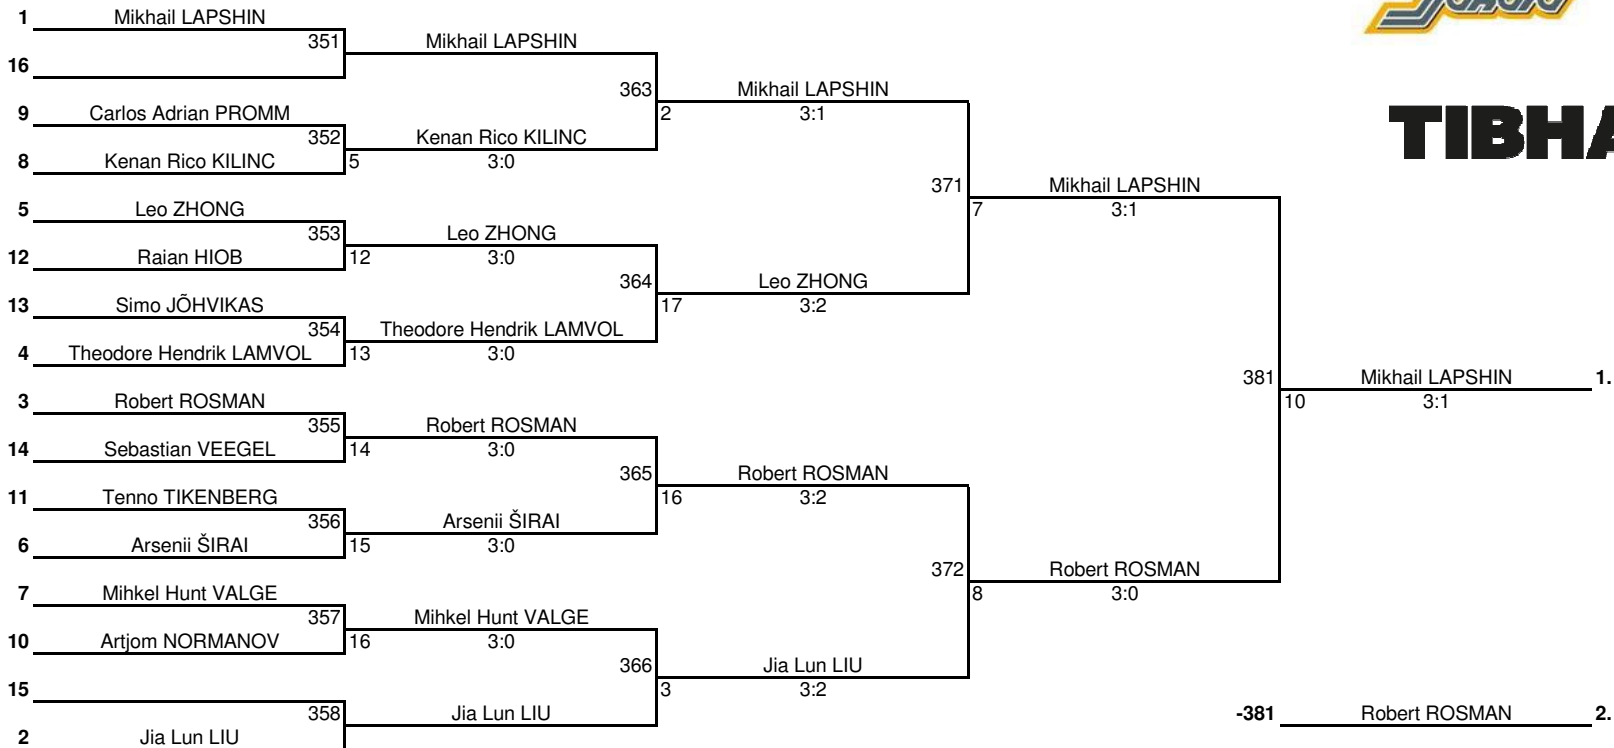 1 Mikhail LAPSHIN
351 Mikhail LAPSHIN
16
363 Mikhail LAPSHIN
9 Carlos Adrian PROMM 2 3:1
352 Kenan Rico KILINC
8 Kenan Rico KILINC 5 3:0
371 Mikhail LAPSHIN
5 Leo ZHONG 7 3:1
353 Leo ZHONG
12 Raian HIOB 12 3:0
364 Leo ZHONG
13 Simo JÕHVIKAS 17 3:2
354 Theodore Hendrik LAMVOL
4 Theodore Hendrik LAMVOL 13 3:0
381 Mikhail LAPSHIN 1.
3 Robert ROSMAN 10 3:1
355 Robert ROSMAN
14 Sebastian VEEGEL 14 3:0
365 Robert ROSMAN
11 Tenno TIKENBERG 16 3:2
356 Arsenii ŠIRAI
6 Arsenii ŠIRAI 15 3:0
372 Robert ROSMAN
7 Mihkel Hunt VALGE 8 3:0
357 Mihkel Hunt VALGE
10 Artjom NORMANOV 16 3:0
366 Jia Lun LIU
15 3 3:2
358 Jia Lun LIU -381 Robert ROSMAN 2.
2 Jia Lun LIU